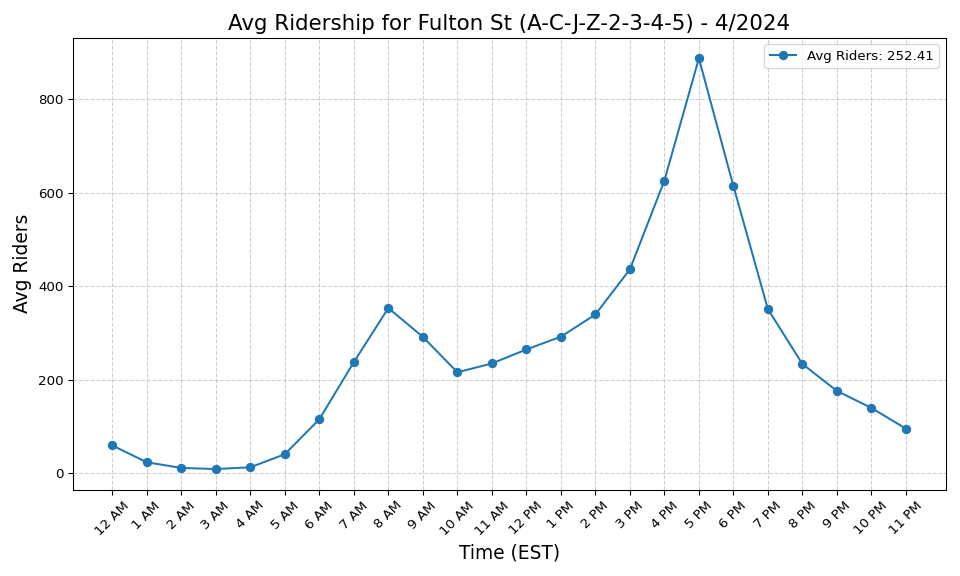 Avg Ridership for Fulton St (A-C-J-Z-2-3-4-5) - 4/2024
Avg Riders: 252.41
Avg Riders
800
600
400
200
0
12 AM 1 AM 2 AM 3 AM 4 AM 5 AM 6 AM 7 AM 8 AM 9 AM 10 AM 11 AM 12 PM 1 PM 2 PM 3 PM 4 PM 5 PM 6 PM 7 PM 8 PM 9 PM 10 PM 11 PM
Time (EST)